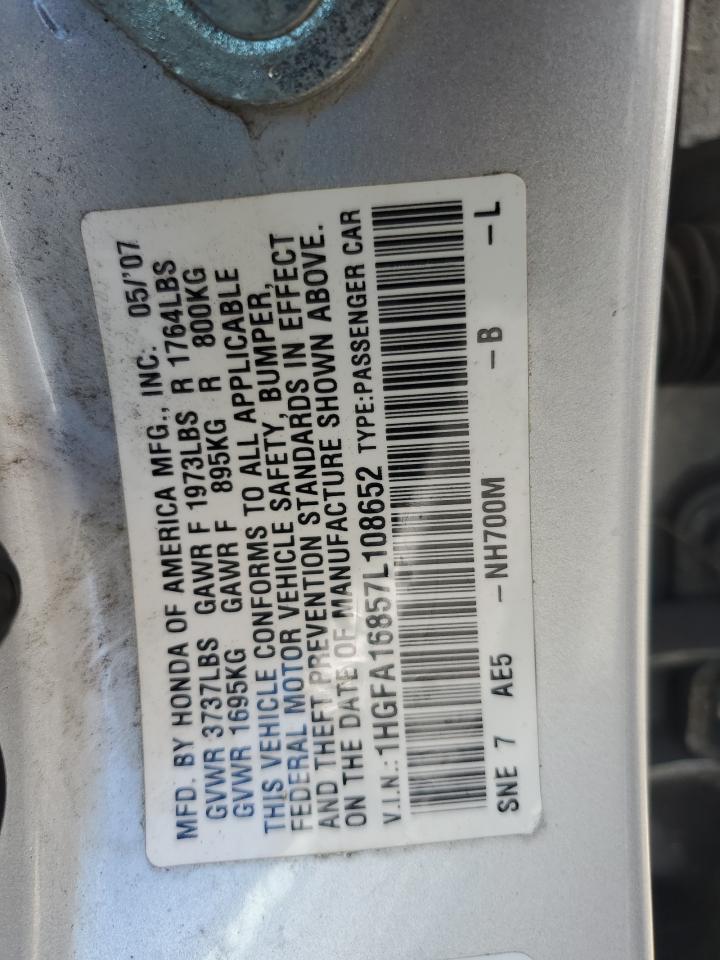 MFD. BY HONDA OF AMERICA MFG., INC. 05/'07
GVWR 3737LBS GAWR F 1973LBS R 1764LBS
GVWR 1695KG GAWR F 895KG R 800KG
THIS VEHICLE CONFORMS TO ALL APPLICABLE
FEDERAL MOTOR VEHICLE SAFETY, BUMPER,
AND THEFT PREVENTION STANDARDS IN EFFECT
ON THE DATE OF MANUFACTURE SHOWN ABOVE.
V.I.N.:1HGFA16857L108652 TYPE:PASSENGER CAR
SNE 7 AE5 -NH700M -B -L